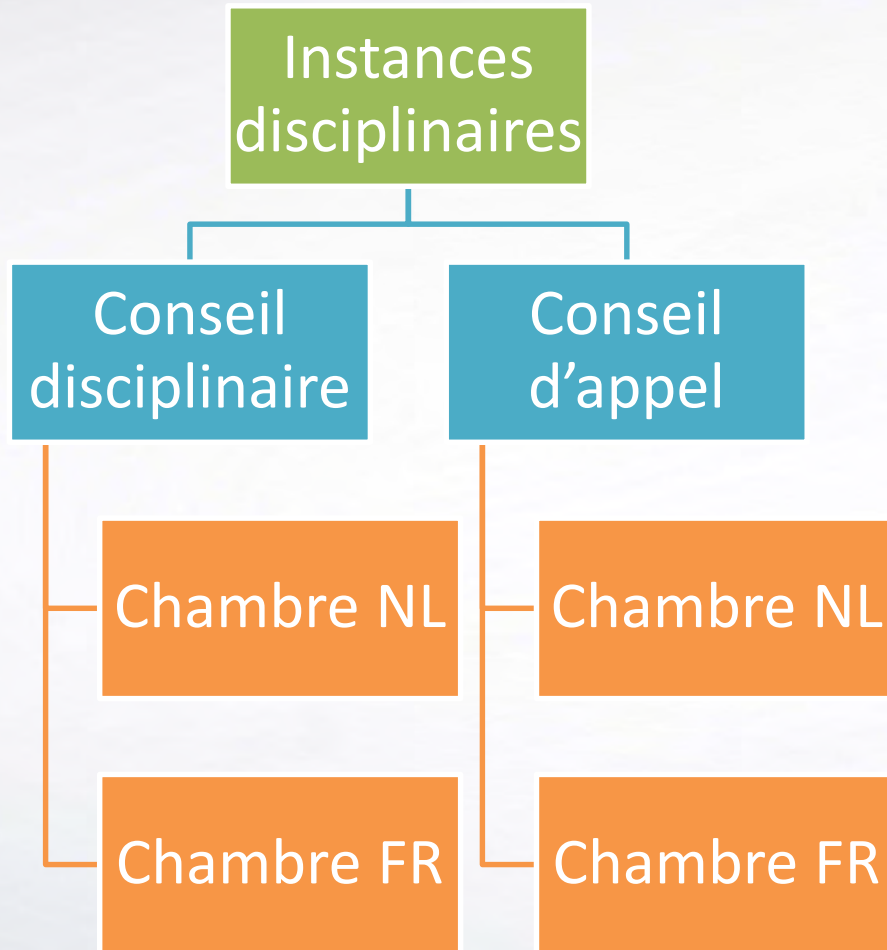 Instances
disciplinaires
Conseil
disciplinaire
Conseil
d’appel
Chambre NL
Chambre NL
Chambre FR
Chambre FR